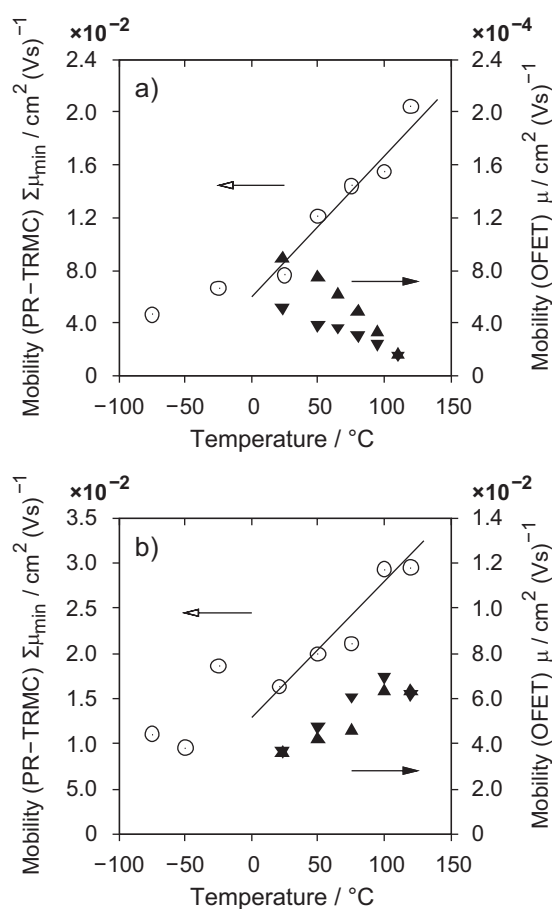 ×10−2 ×10−4
Mobility (PR−TRMC) Σμmin / cm2 (Vs)−1
a)
2.4 2.4
2.0 2.0
1.6 1.6
1.2 1.2
8.0 8.0
4.0 4.0
0 0
Mobility (OFET) μ / cm2 (Vs)−1
−100 −50 0 50 100 150
Temperature / °C
×10−2 ×10−4
Mobility (PR−TRMC) Σμmin / cm2 (Vs)−1
b)
3.5 1.4
3.0 1.2
2.5 1.0
2.0 8.0
1.5 6.0
1.0 4.0
5.0 2.0
0 0
Mobility (OFET) μ / cm2 (Vs)−1
−100 −50 0 50 100 150
Temperature / °C